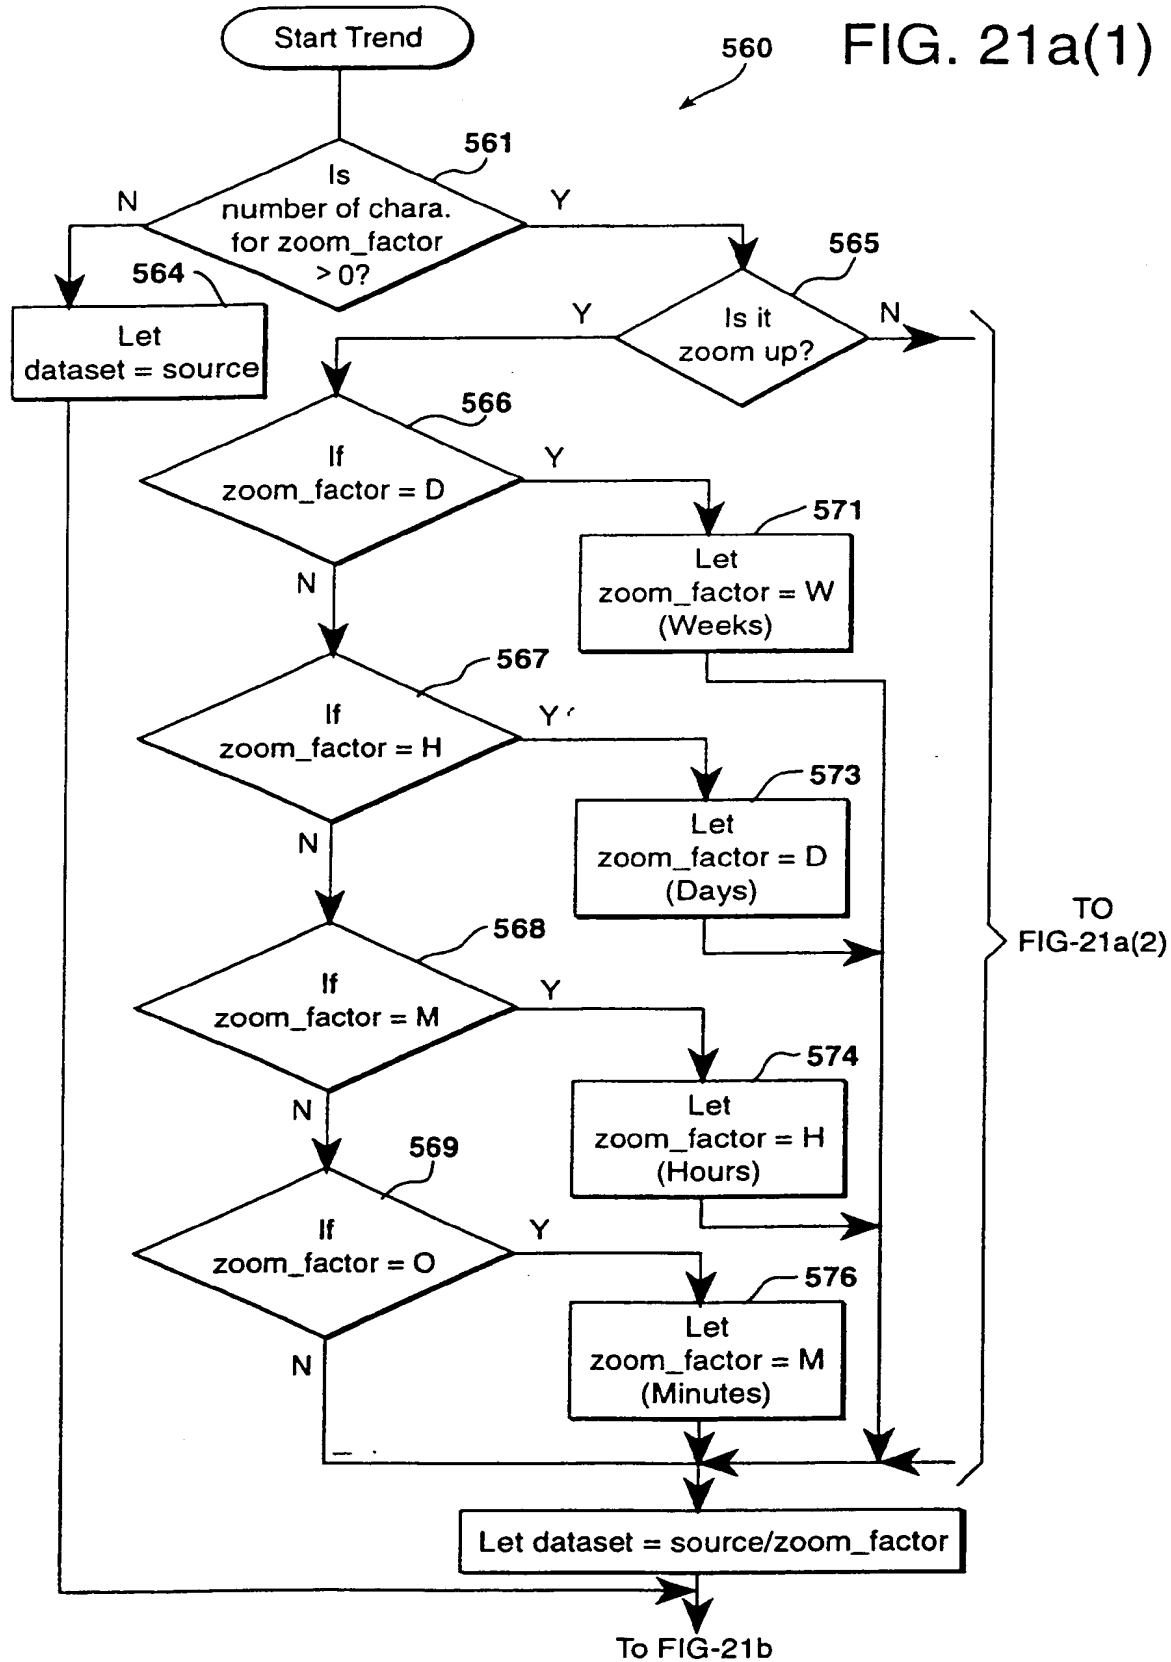 FIG. 21a(1)
Start Trend
560
561
Is
number of chara.
for zoom_factor
> 0?
N
Y
564
Let
dataset = source
565
Is it
zoom up?
Y
N
566
If
zoom_factor = D
Y
N
571
Let
zoom_factor = W
(Weeks)
567
If
zoom_factor = H
Y
N
573
Let
zoom_factor = D
(Days)
TO
FIG-21a(2)
568
If
zoom_factor = M
Y
N
574
Let
zoom_factor = H
(Hours)
569
If
zoom_factor = O
Y
N
576
Let
zoom_factor = M
(Minutes)
Let dataset = source/zoom_factor
To FIG-21b